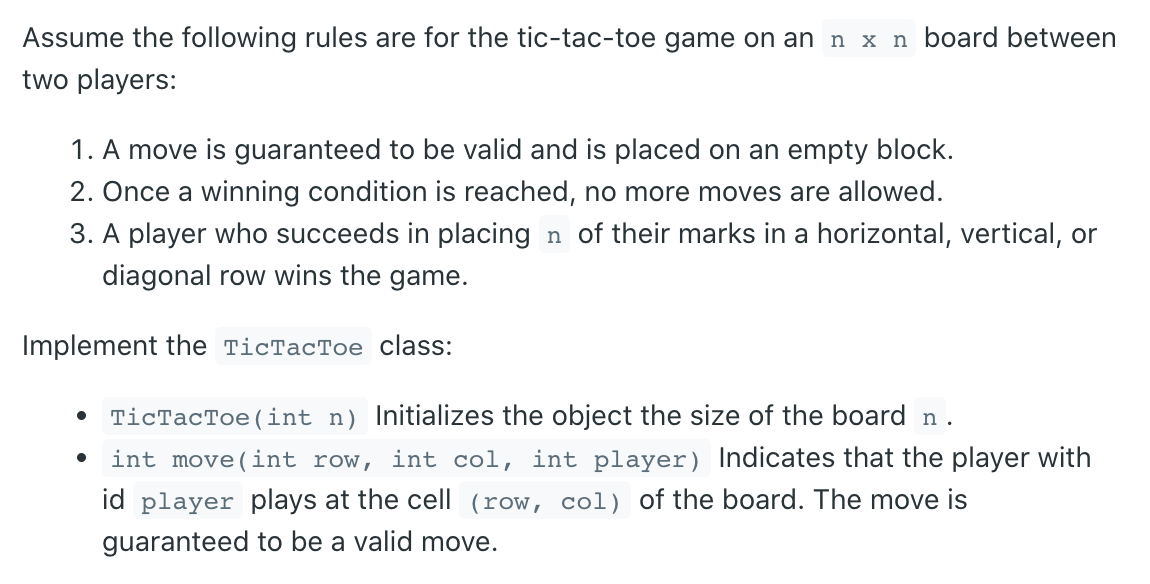 Assume the following rules are for the tic-tac-toe game on an n x n board between
two players:
1. A move is guaranteed to be valid and is placed on an empty block.
2. Once a winning condition is reached, no more moves are allowed.
3. A player who succeeds in placing n of their marks in a horizontal, vertical, or
diagonal row wins the game.
Implement the TicTacToe class:
• TicTacToe(int n) Initializes the object the size of the board n.
• int move(int row, int col, int player) Indicates that the player with
id player plays at the cell (row, col) of the board. The move is
guaranteed to be a valid move.